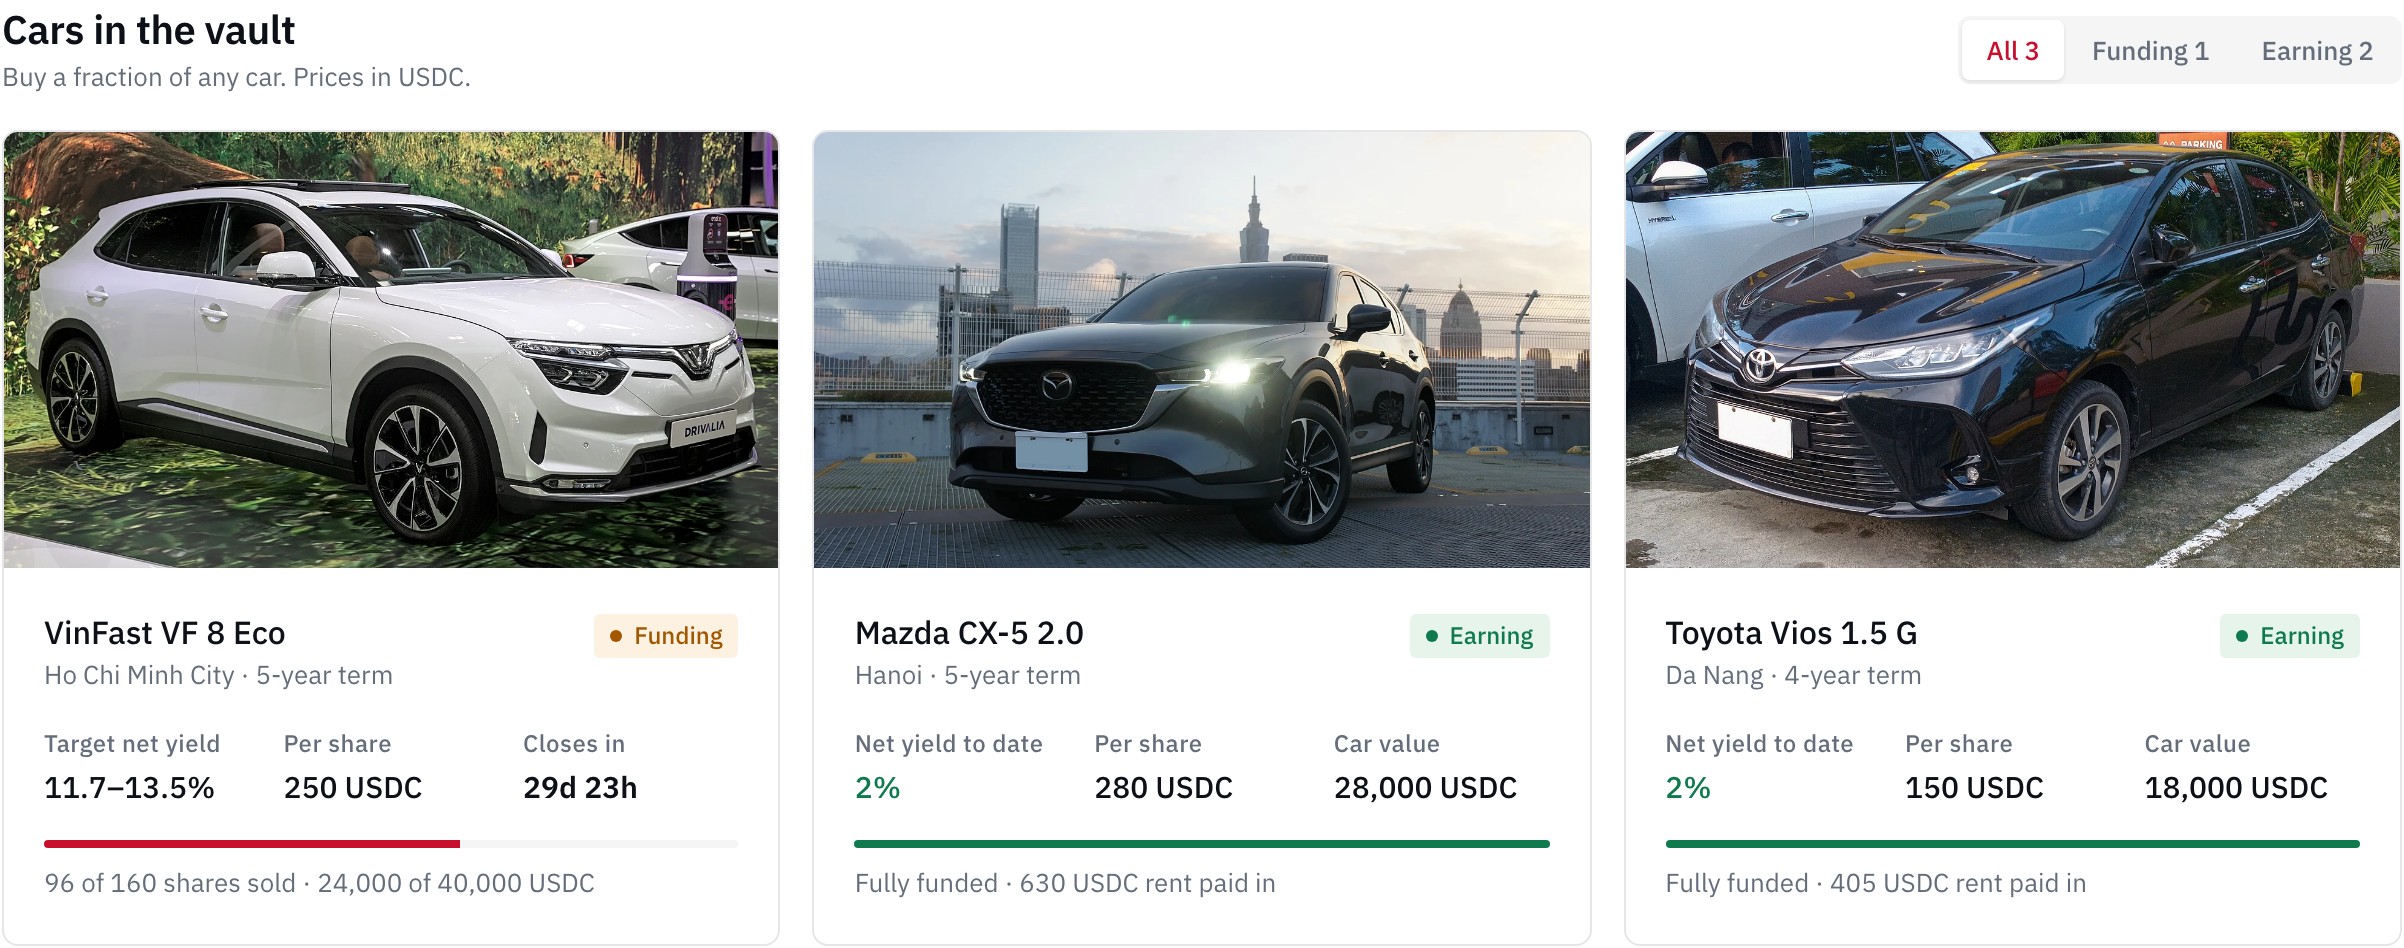 Cars in the vault
Buy a fraction of any car. Prices in USDC.
All 3
Funding 1
Earning 2
HYBRID
PARKING
DRIVALIA
VinFast VF 8 Eco
Funding
Ho Chi Minh City · 5-year term
Target net yield
Per share
Closes in
11.7–13.5%
250 USDC
29d 23h
96 of 160 shares sold · 24,000 of 40,000 USDC
Mazda CX-5 2.0
Earning
Hanoi · 5-year term
Net yield to date
Per share
Car value
2%
280 USDC
28,000 USDC
Fully funded · 630 USDC rent paid in
Toyota Vios 1.5 G
Earning
Da Nang · 4-year term
Net yield to date
Per share
Car value
2%
150 USDC
18,000 USDC
Fully funded · 405 USDC rent paid in